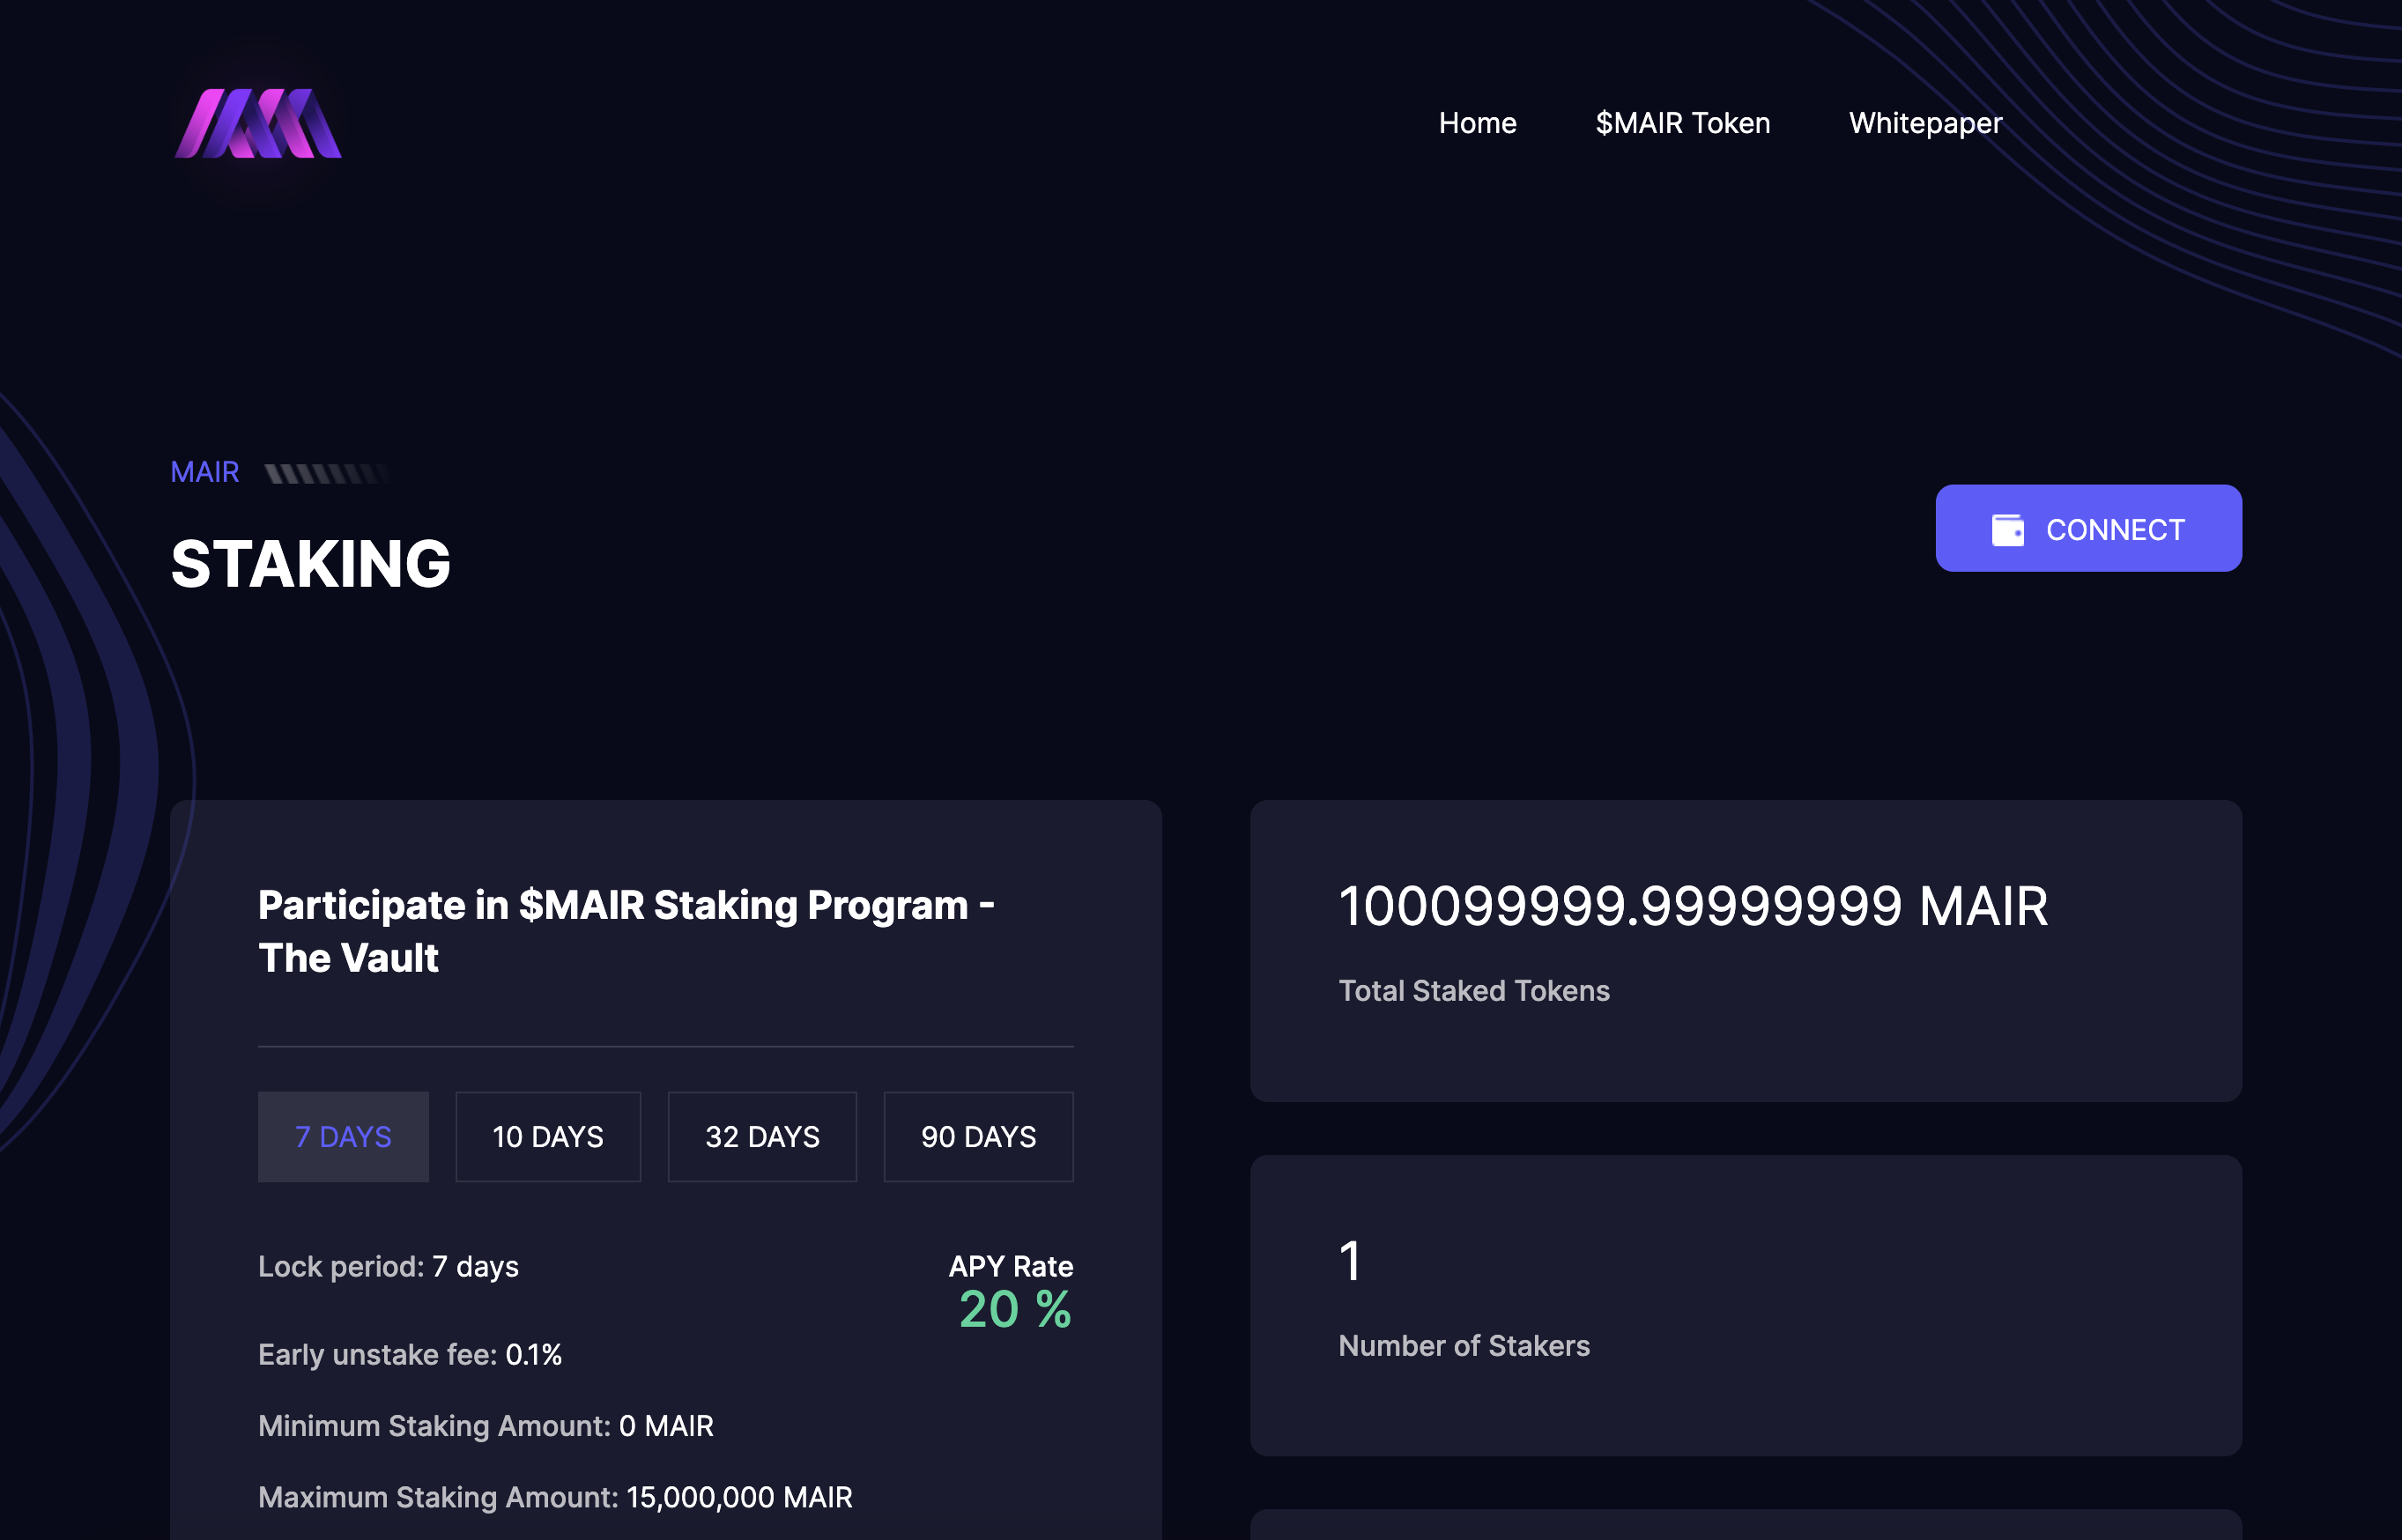 Home $MAIR Token Whitepaper
MAIR
STAKING
CONNECT
Participate in $MAIR Staking Program -
The Vault
7 DAYS 10 DAYS 32 DAYS 90 DAYS
Lock period: 7 days
APY Rate
20 %
Early unstake fee: 0.1%
Minimum Staking Amount: 0 MAIR
Maximum Staking Amount: 15,000,000 MAIR
100099999.99999999 MAIR
Total Staked Tokens
1
Number of Stakers